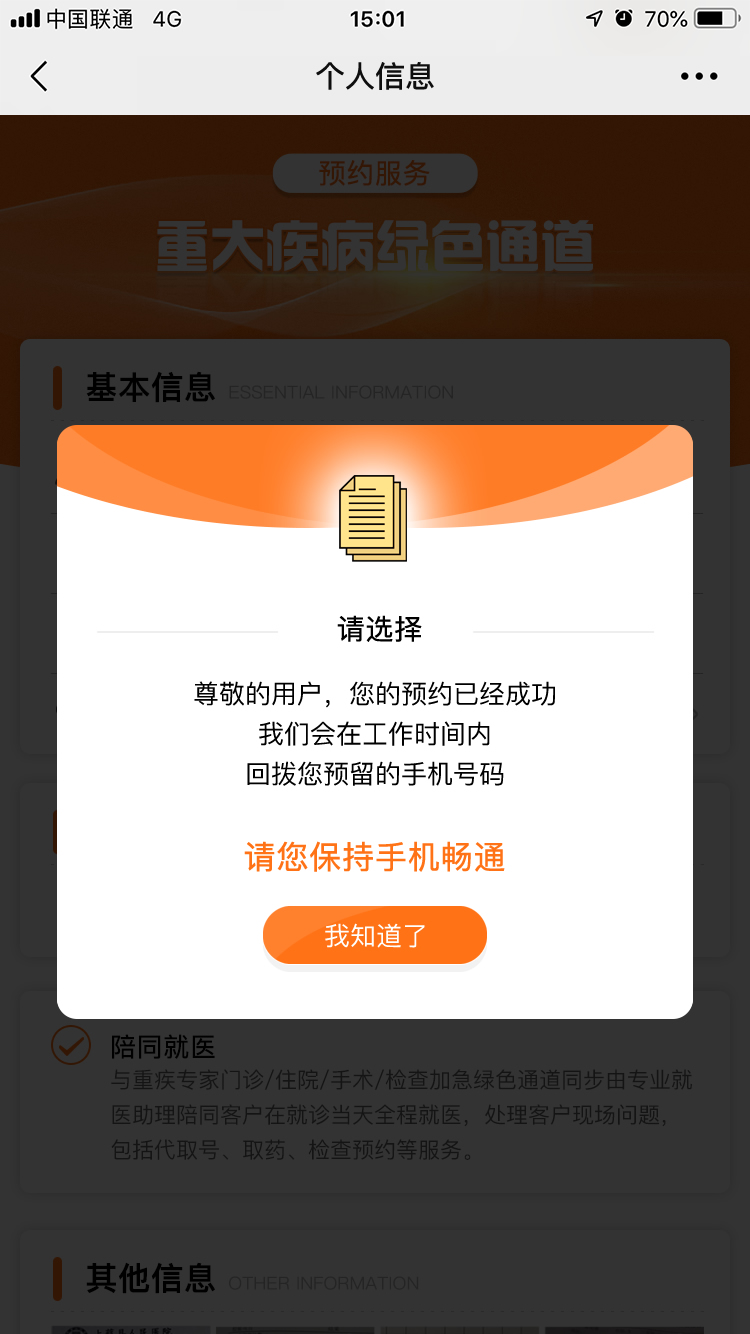 中国联通 4G 15:01 70%
个人信息
预约服务
重大疾病绿色通道
基本信息 ESSENTIAL INFORMATION
请选择
尊敬的用户，您的预约已经成功
我们会在工作时间内
回拨您预留的手机号码
请您保持手机畅通
我知道了
陪同就医
与重疾专家门诊/住院/手术/检查加急绿色通道同步由专业就
医助理陪同客户在就诊当天全程就医，处理客户现场问题，
包括代取号、取药、检查预约等服务。
其他信息 OTHER INFORMATION